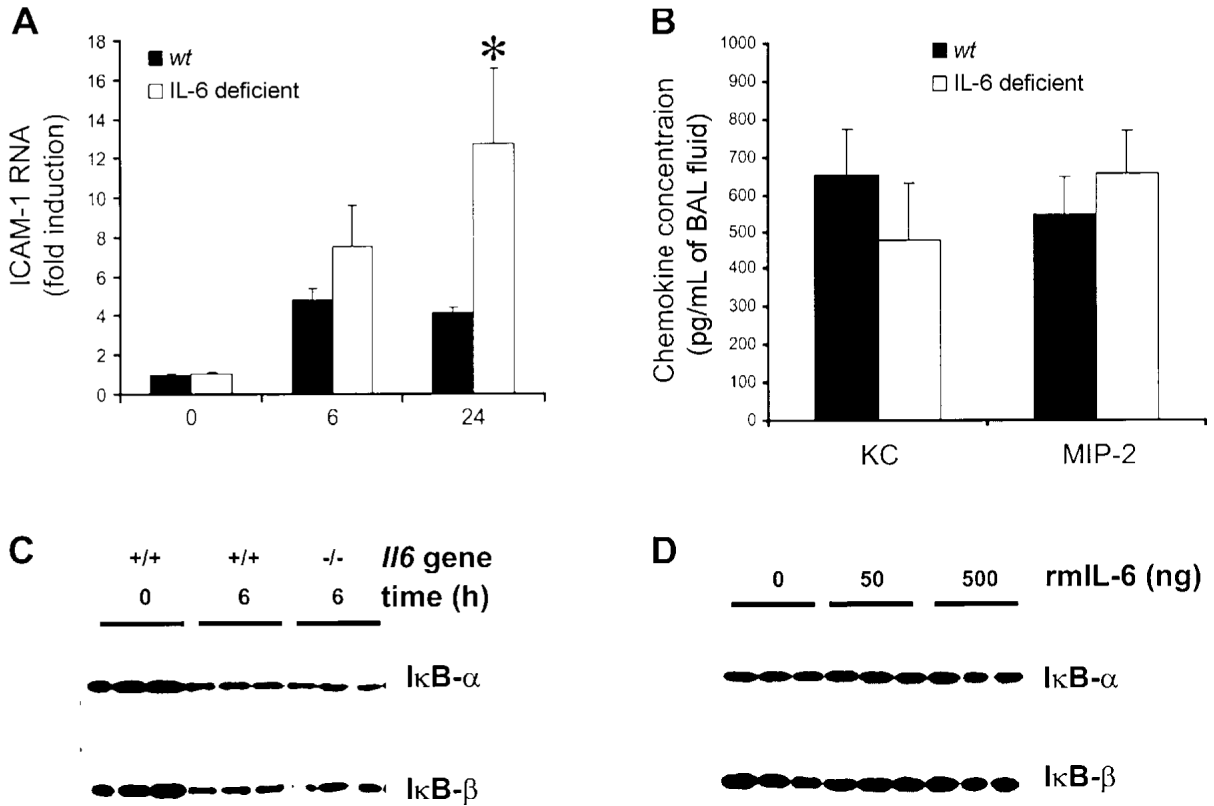 A
18
16
14
12
10
8
6
4
2
0
ICAM-1 RNA
(fold induction)
wt
IL-6 deficient
*
0 6 24
B
1000
900
800
700
600
500
400
300
200
100
0
Chemokine concentraion
(pg/mL of BAL fluid)
wt
IL-6 deficient
KC MIP-2
C
+/+ +/+ -/- Il6 gene
0 6 6 time (h)
IκB-α
IκB-β
D
0 50 500 rmIL-6 (ng)
IκB-α
IκB-β